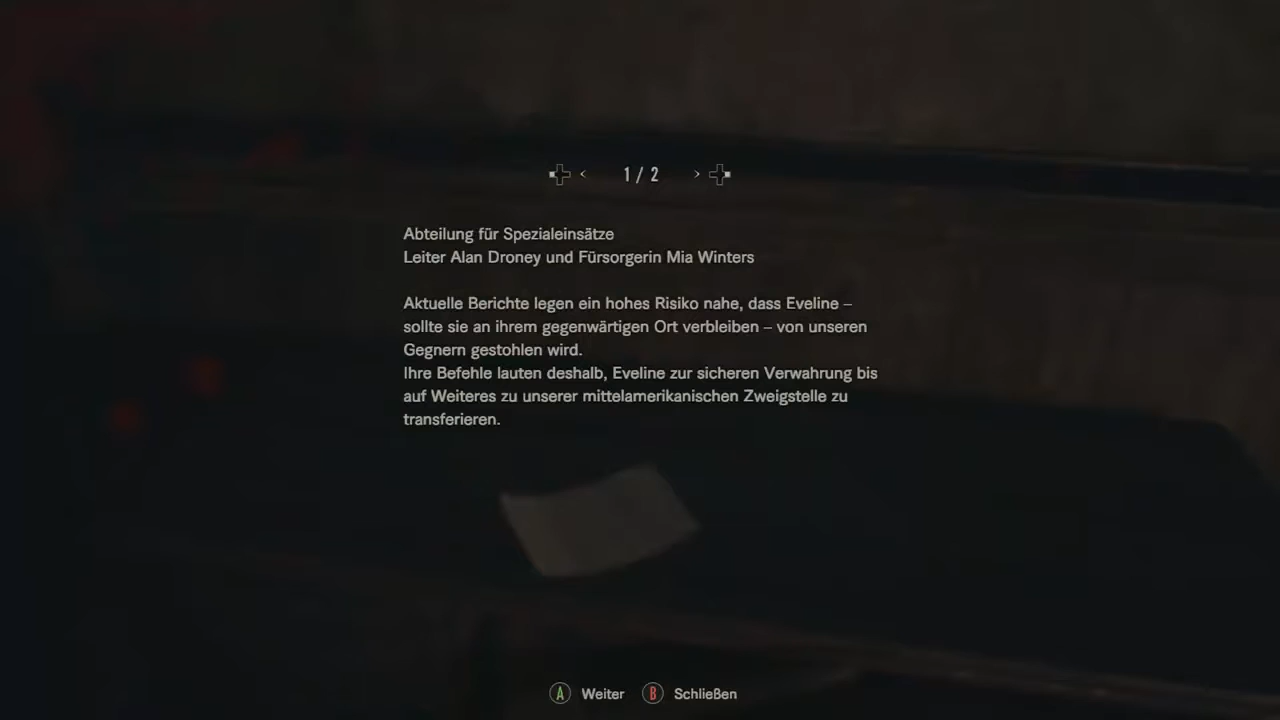 < 1 / 2 >
Abteilung für Spezialeinsätze
Leiter Alan Droney und Fürsorgerin Mia Winters
Aktuelle Berichte legen ein hohes Risiko nahe, dass Eveline –
sollte sie an ihrem gegenwärtigen Ort verbleiben – von unseren
Gegnern gestohlen wird.
Ihre Befehle lauten deshalb, Eveline zur sicheren Verwahrung bis
auf Weiteres zu unserer mittelamerikanischen Zweigstelle zu
transferieren.
A Weiter B Schließen